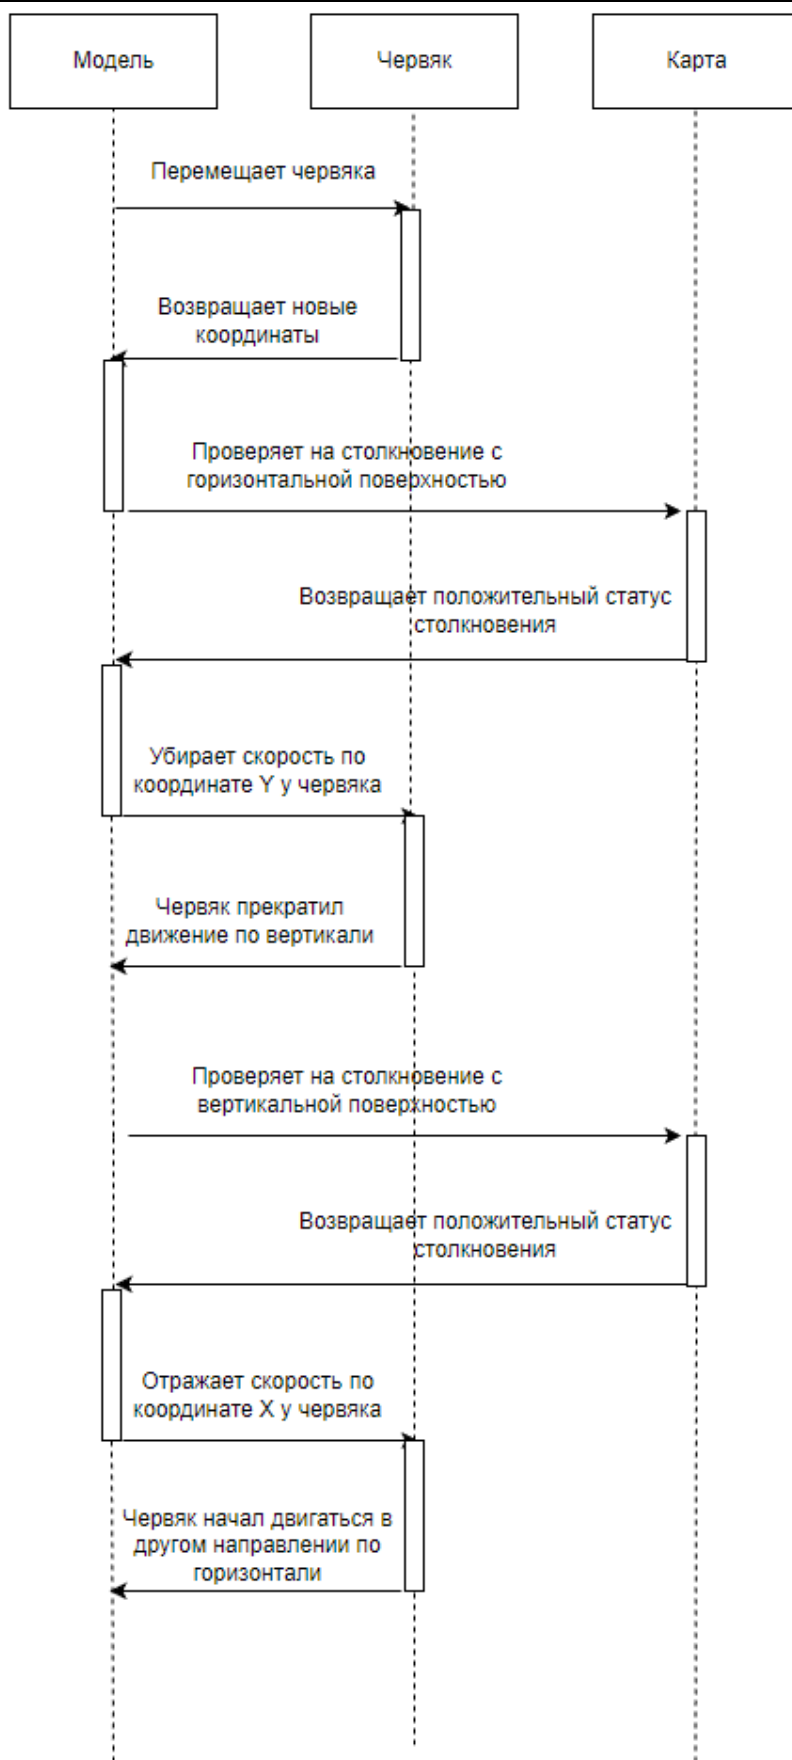 Модель
Червяк
Карта
Перемещает червяка
Возвращает новые
координаты
Проверяет на столкновение с
горизонтальной поверхностью
Возвращает положительный статус
столкновения
Убирает скорость по
координате Y у червяка
Червяк прекратил
движение по вертикали
Проверяет на столкновение с
вертикальной поверхностью
Возвращает положительный статус
столкновения
Отражает скорость по
координате X у червяка
Червяк начал двигаться в
другом направлении по
горизонтали